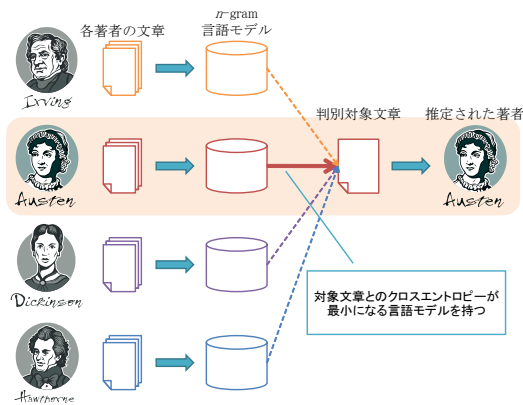 各著者の文章
n-gram
言語モデル
Irving
判別対象文章
推定された著者
Austen
Austen
Dickinson
対象文章とのクロスエントロピーが
最小になる言語モデルを持つ
Hawthorne